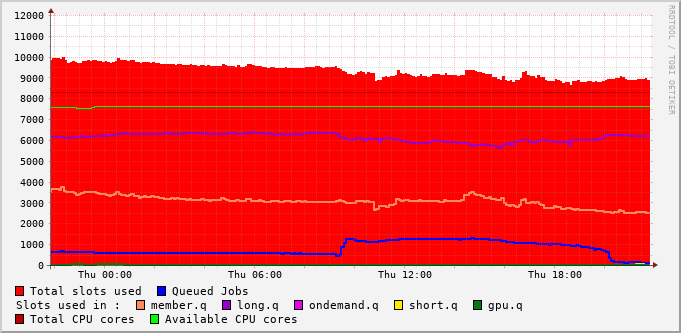 RRDTOOL / TOBI OETIKER
12000
11000
10000
9000
8000
7000
6000
5000
4000
3000
2000
1000
0
Thu 00:00 Thu 06:00 Thu 12:00 Thu 18:00
Total slots used Queued Jobs
Slots used in : member.q long.q ondemand.q short.q gpu.q
Total CPU cores Available CPU cores